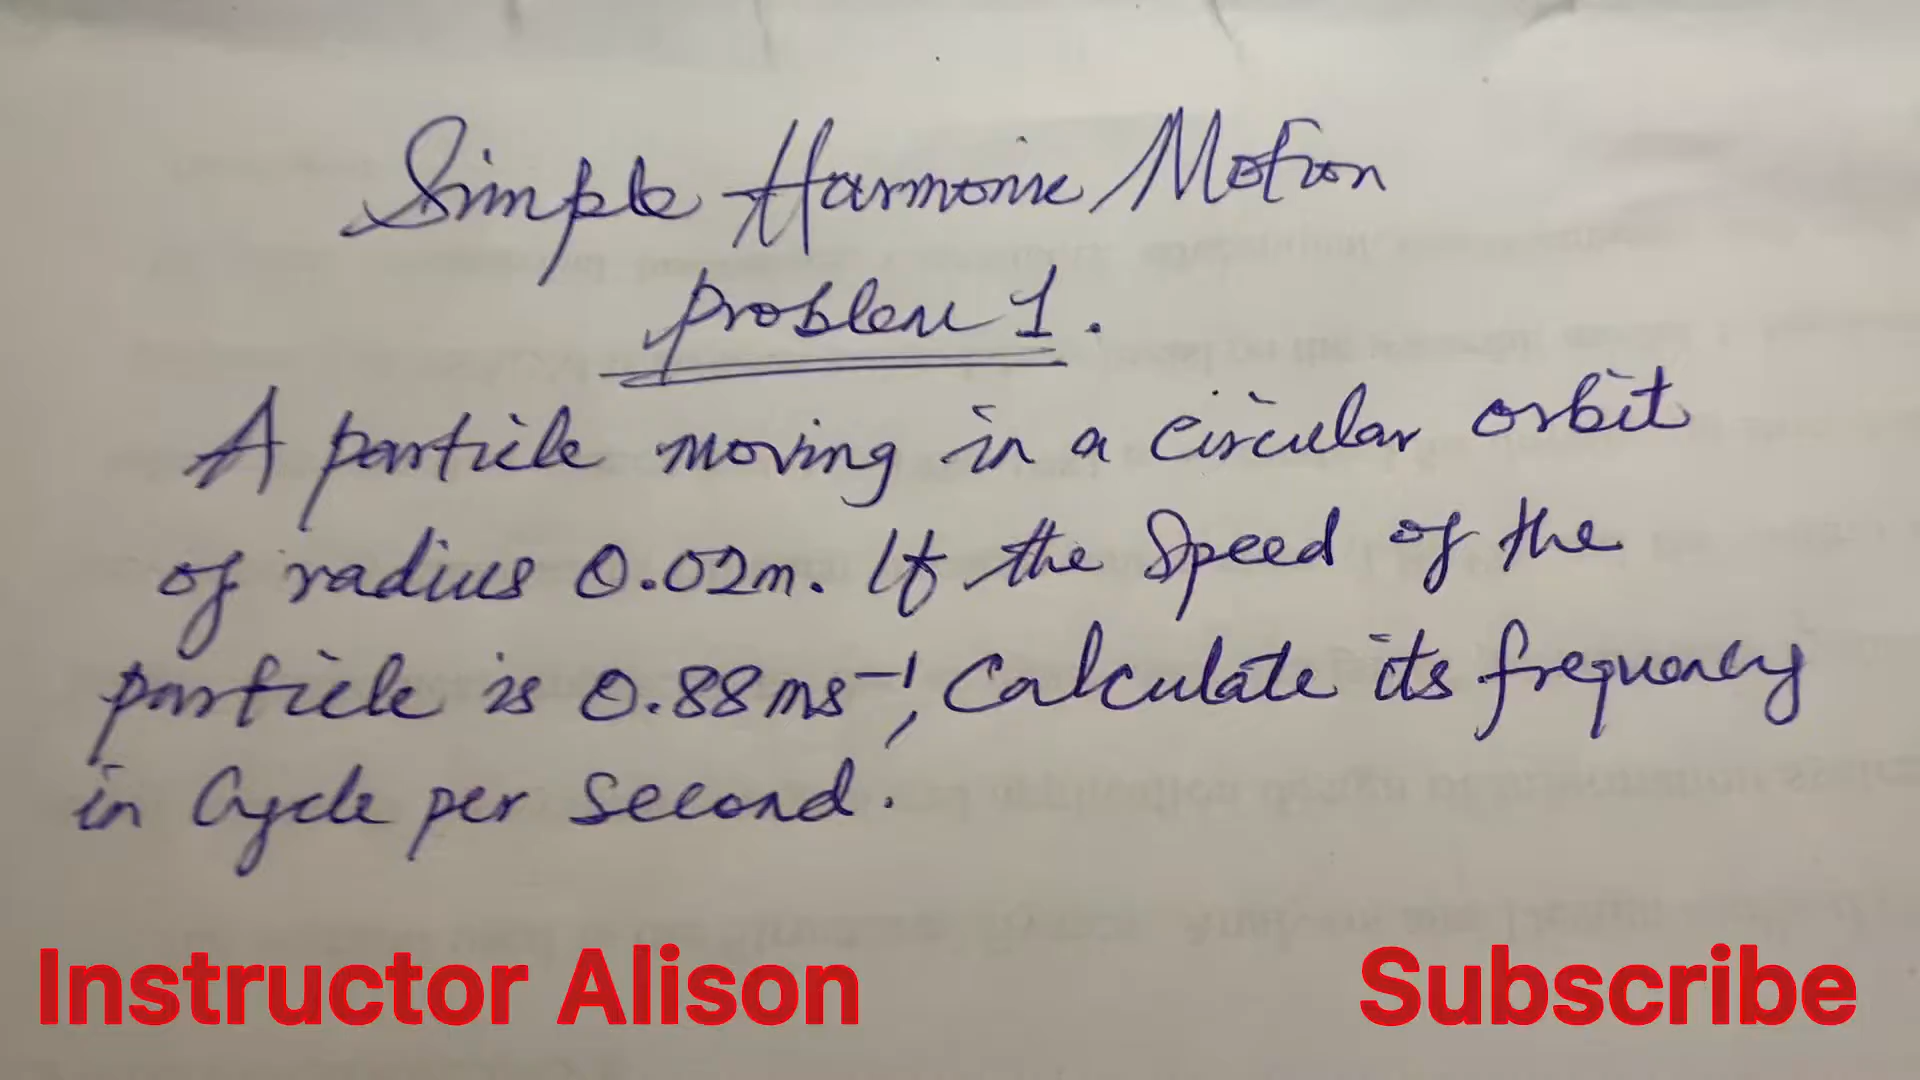 Simple Harmonic Motion
Problem 1.
A particle moving in a circular orbit
of radius 0.02m. If the speed of the
particle is 0.88ms⁻¹, Calculate its frequency
in Cycle per second.
Instructor Alison
Subscribe